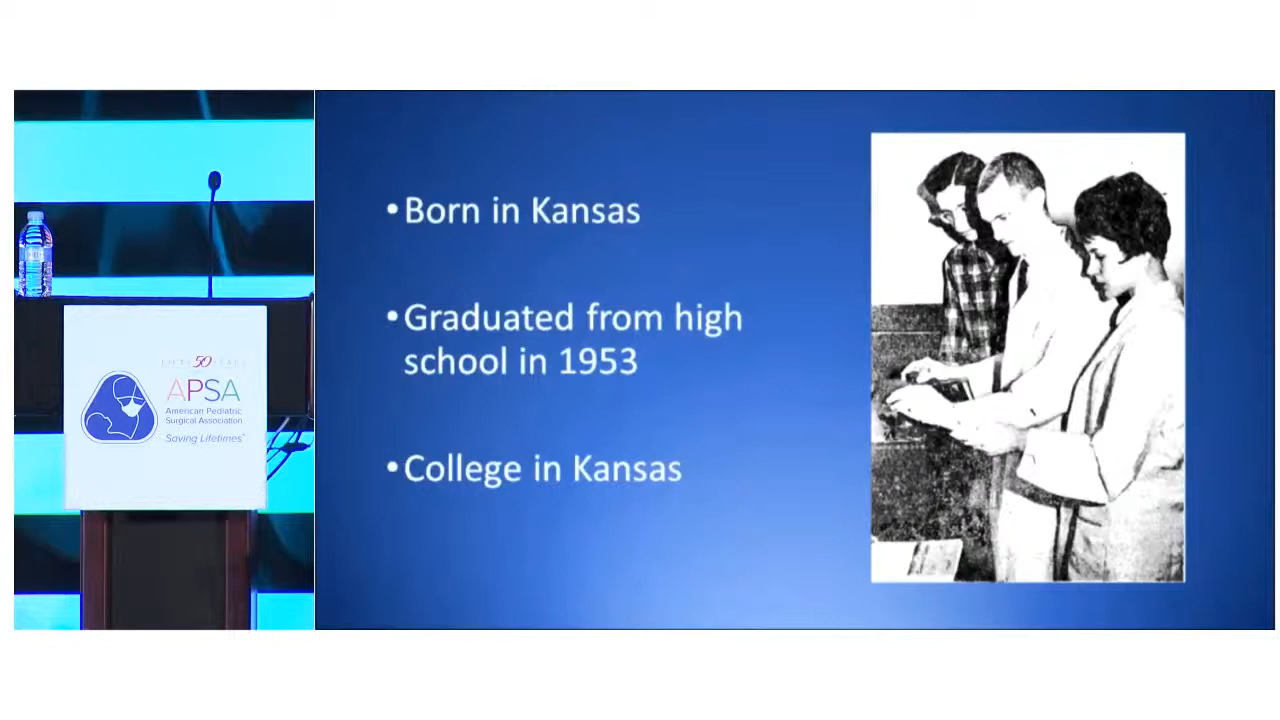 FIFTY 50 YEARS
APSA
American Pediatric
Surgical Association
Saving Lifetimes
• Born in Kansas
• Graduated from high
school in 1953
• College in Kansas